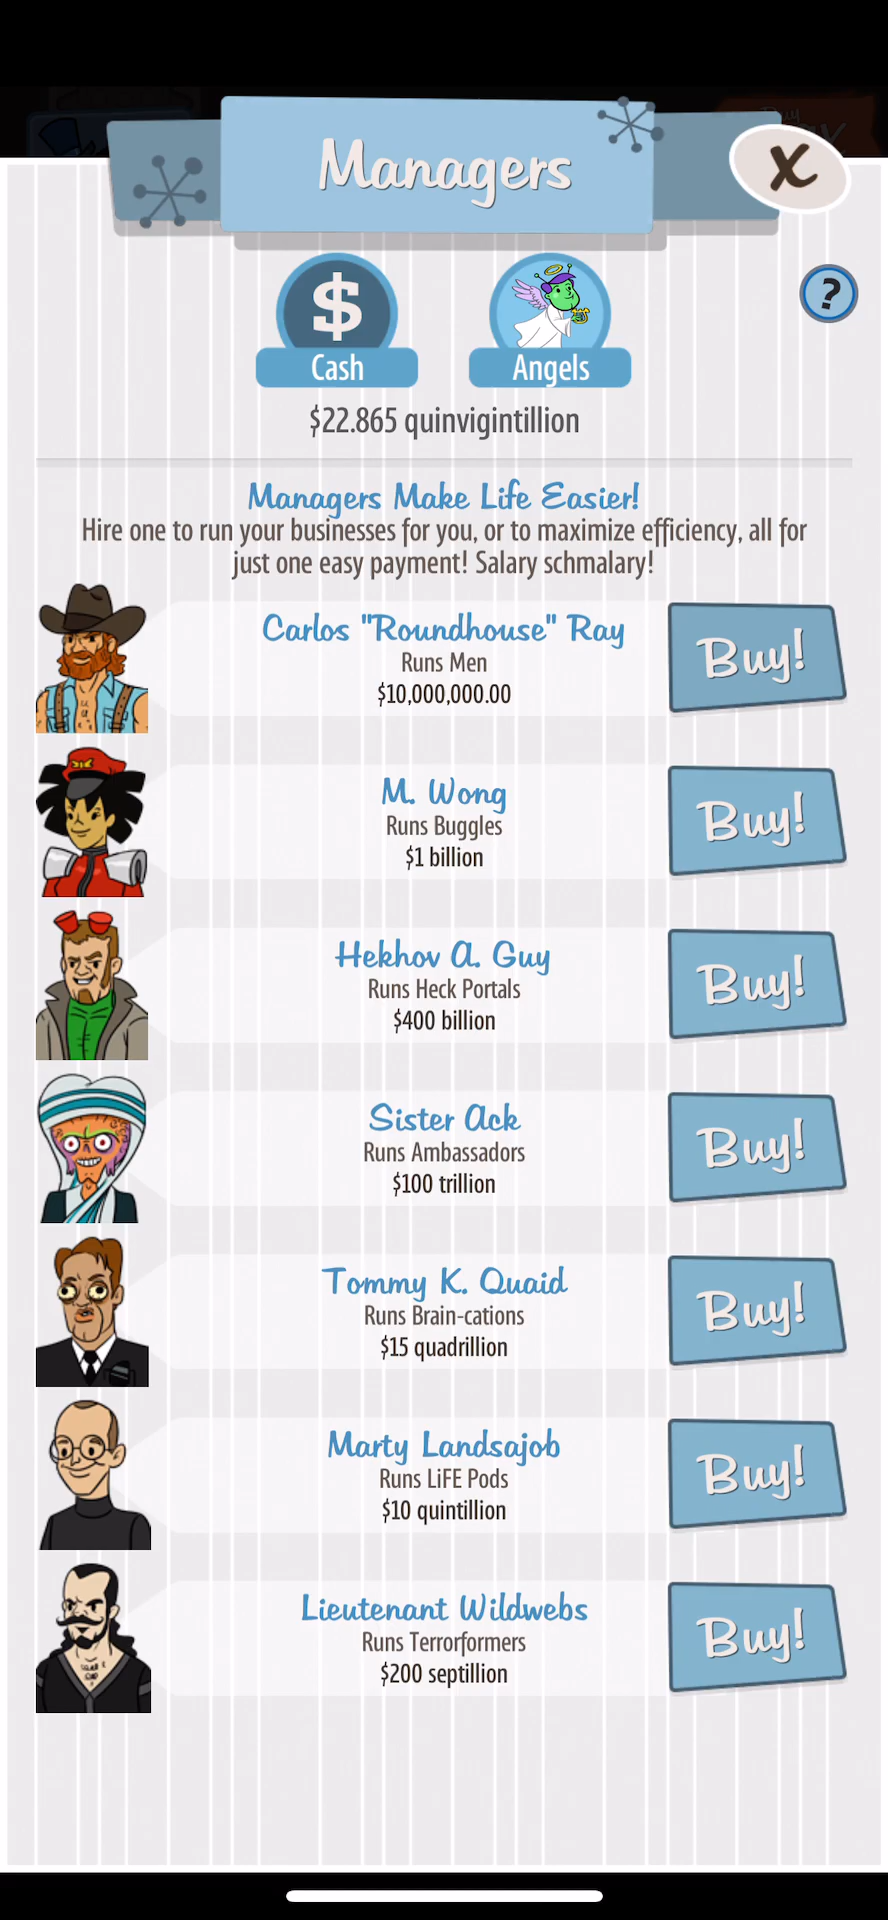 Managers
X
$
?
Cash
Angels
$22.865 quinvigintillion
Managers Make Life Easier!
Hire one to run your businesses for you, or to maximize efficiency, all for
just one easy payment! Salary schmalary!
Carlos "Roundhouse" Ray
Runs Men
$10,000,000.00
Buy!
M. Wong
Runs Buggles
$1 billion
Buy!
Hekhov A. Guy
Runs Heck Portals
$400 billion
Buy!
Sister Ack
Runs Ambassadors
$100 trillion
Buy!
Tommy K. Quaid
Runs Brain-cations
$15 quadrillion
Buy!
Marty Landsajob
Runs LiFE Pods
$10 quintillion
Buy!
Lieutenant Wildwebs
Runs Terrorformers
$200 septillion
Buy!